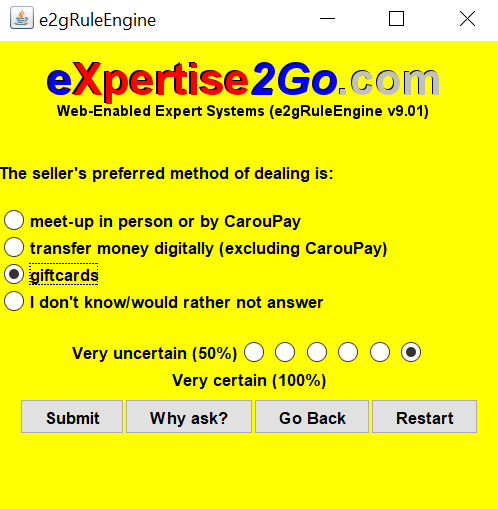 e2gRuleEngine
eXpertise2Go.com
Web-Enabled Expert Systems (e2gRuleEngine v9.01)
The seller's preferred method of dealing is:
meet-up in person or by CarouPay
transfer money digitally (excluding CarouPay)
giftcards
I don't know/would rather not answer
Very uncertain (50%)
Very certain (100%)
Submit Why ask? Go Back Restart